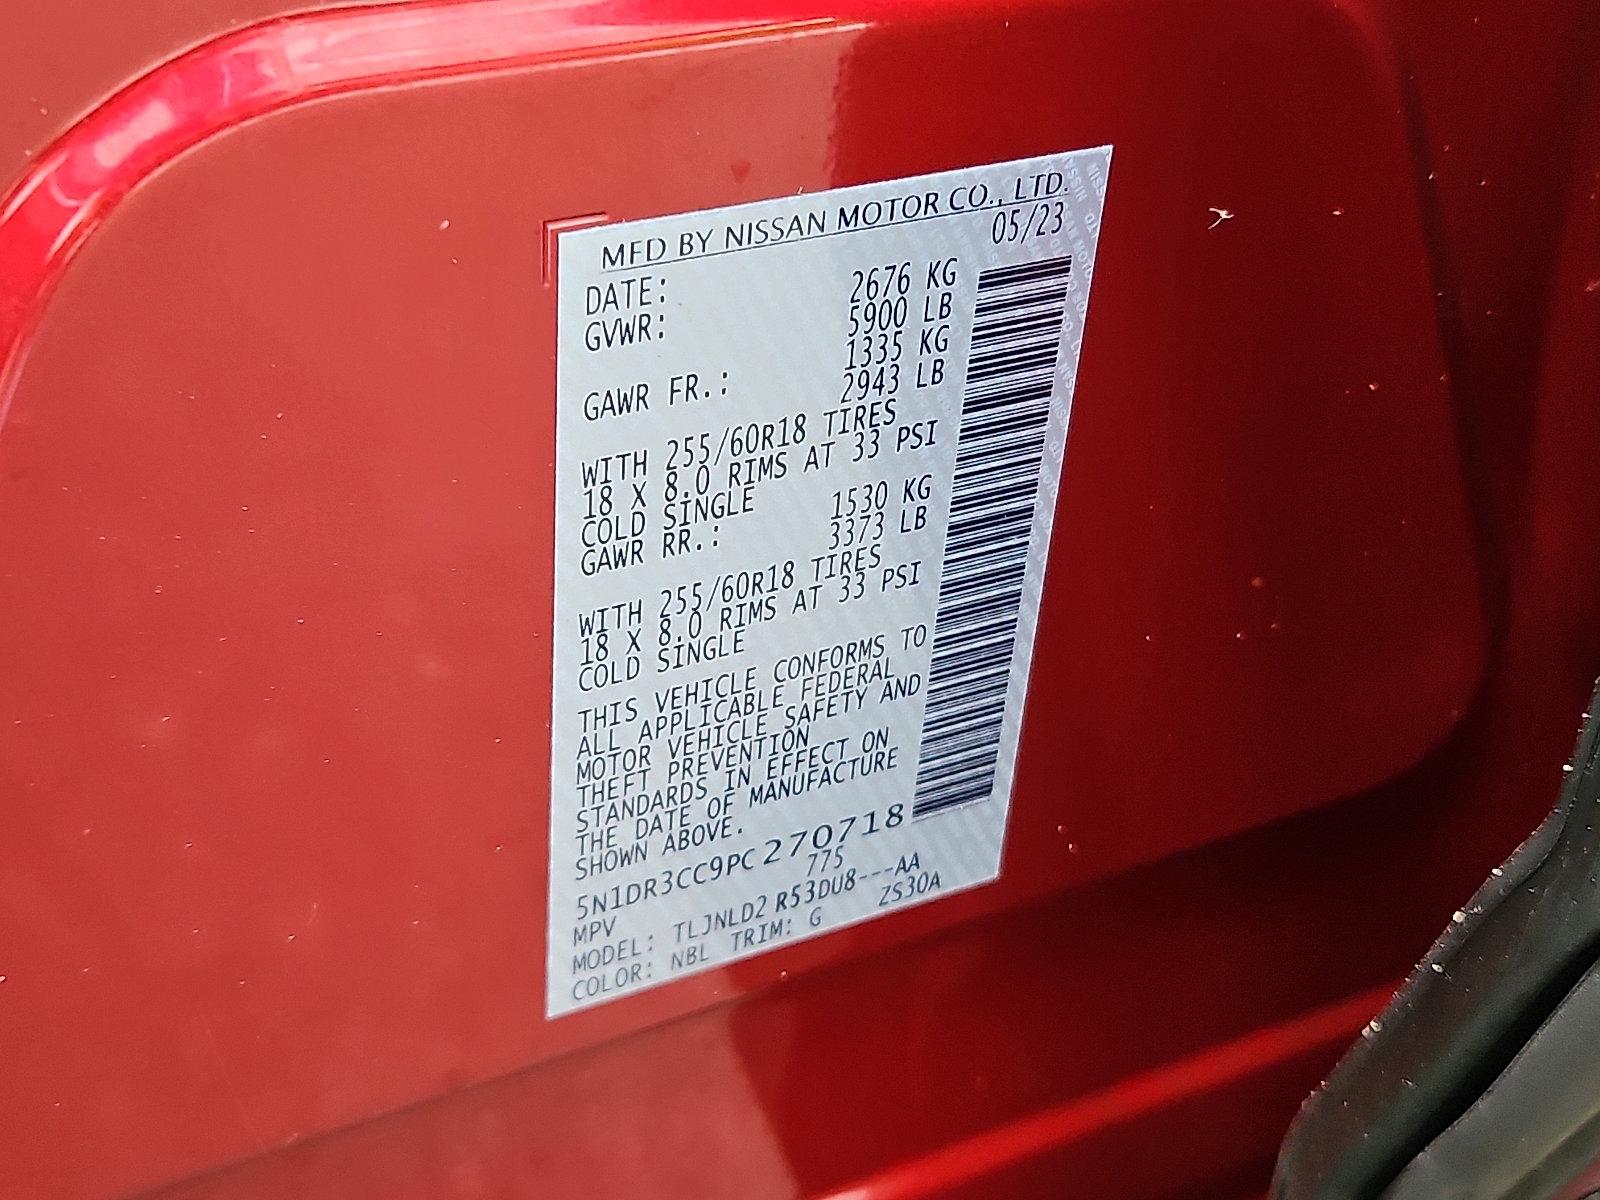 MFD BY NISSAN MOTOR CO., LTD.
DATE: 05/23
GVWR: 2676 KG
5900 LB
GAWR FR.: 1335 KG
2943 LB
WITH 255/60R18 TIRES
18 X 8.0 RIMS AT 33 PSI
COLD SINGLE
GAWR RR.: 1530 KG
3373 LB
WITH 255/60R18 TIRES
18 X 8.0 RIMS AT 33 PSI
COLD SINGLE
THIS VEHICLE CONFORMS TO
ALL APPLICABLE FEDERAL
MOTOR VEHICLE SAFETY AND
THEFT PREVENTION
STANDARDS IN EFFECT ON
THE DATE OF MANUFACTURE
SHOWN ABOVE.
5N1DR3CC9PC270718
MPV 775
MODEL: TLJNLD2 R53DU8---AA
COLOR: NBL TRIM: G ZS30A